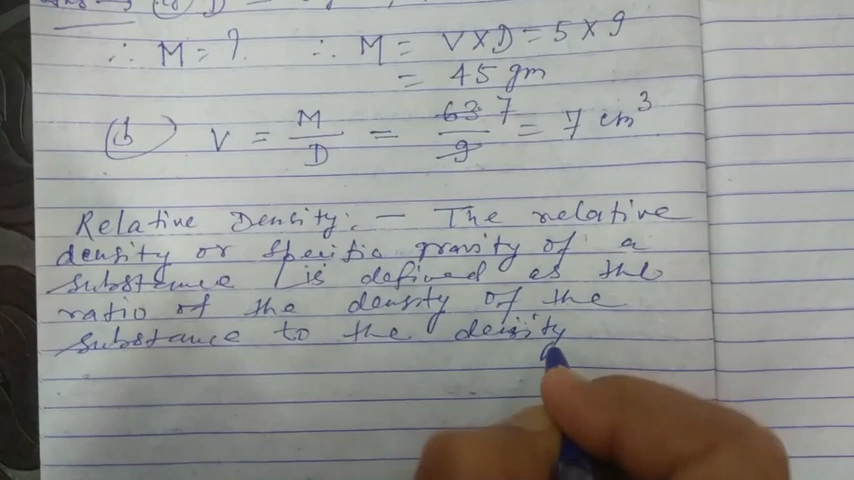 ∴ M = ?  ∴ M = V×D = 5 × 9
= 45 gm
(b) V = M/D = 63 7/9 = 7 cm³
Relative Density: - The relative
density or specific gravity of a
substance is defined as the
ratio of the density of the
substance to the density